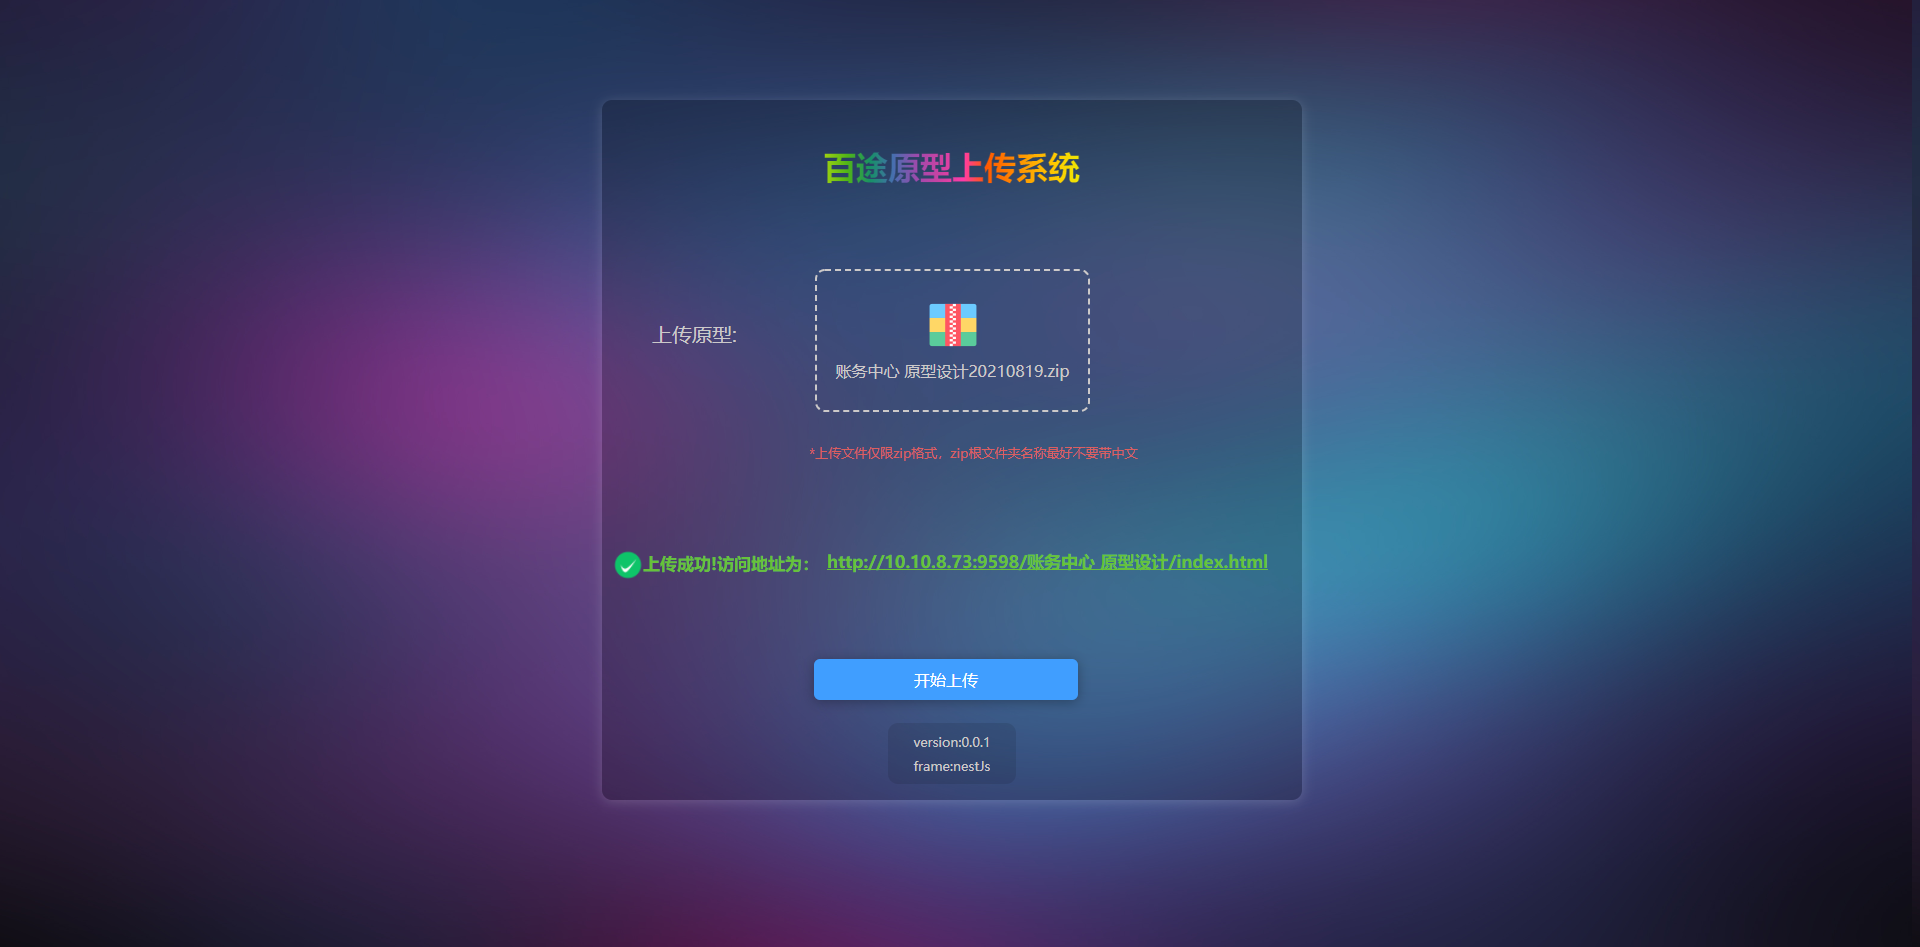 百途原型上传系统
上传原型:
账务中心 原型设计20210819.zip
*上传文件仅限zip格式，zip根文件夹名称最好不要带中文
上传成功!访问地址为： http://10.10.8.73:9598/账务中心 原型设计/index.html
开始上传
version:0.0.1
frame:nestJs